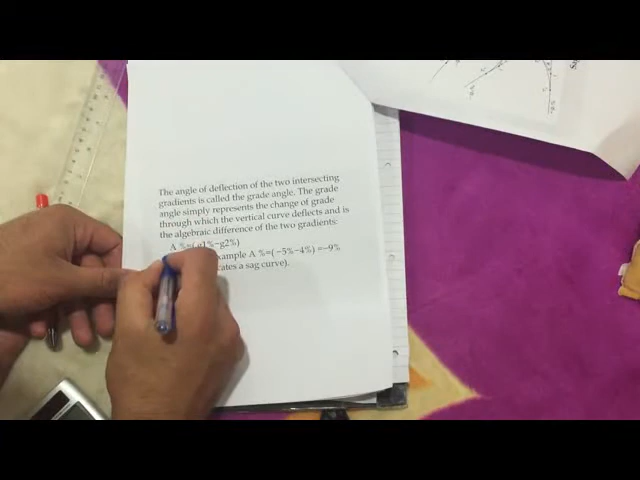 The angle of deflection of the two intersecting
gradients is called the grade angle. The grade
angle simply represents the change of grade
through which the vertical curve deflects and is
the algebraic difference of the two gradients:
A %=( g1%−g2%)
A %=( −5%−4%) =−9%
a sag curve).